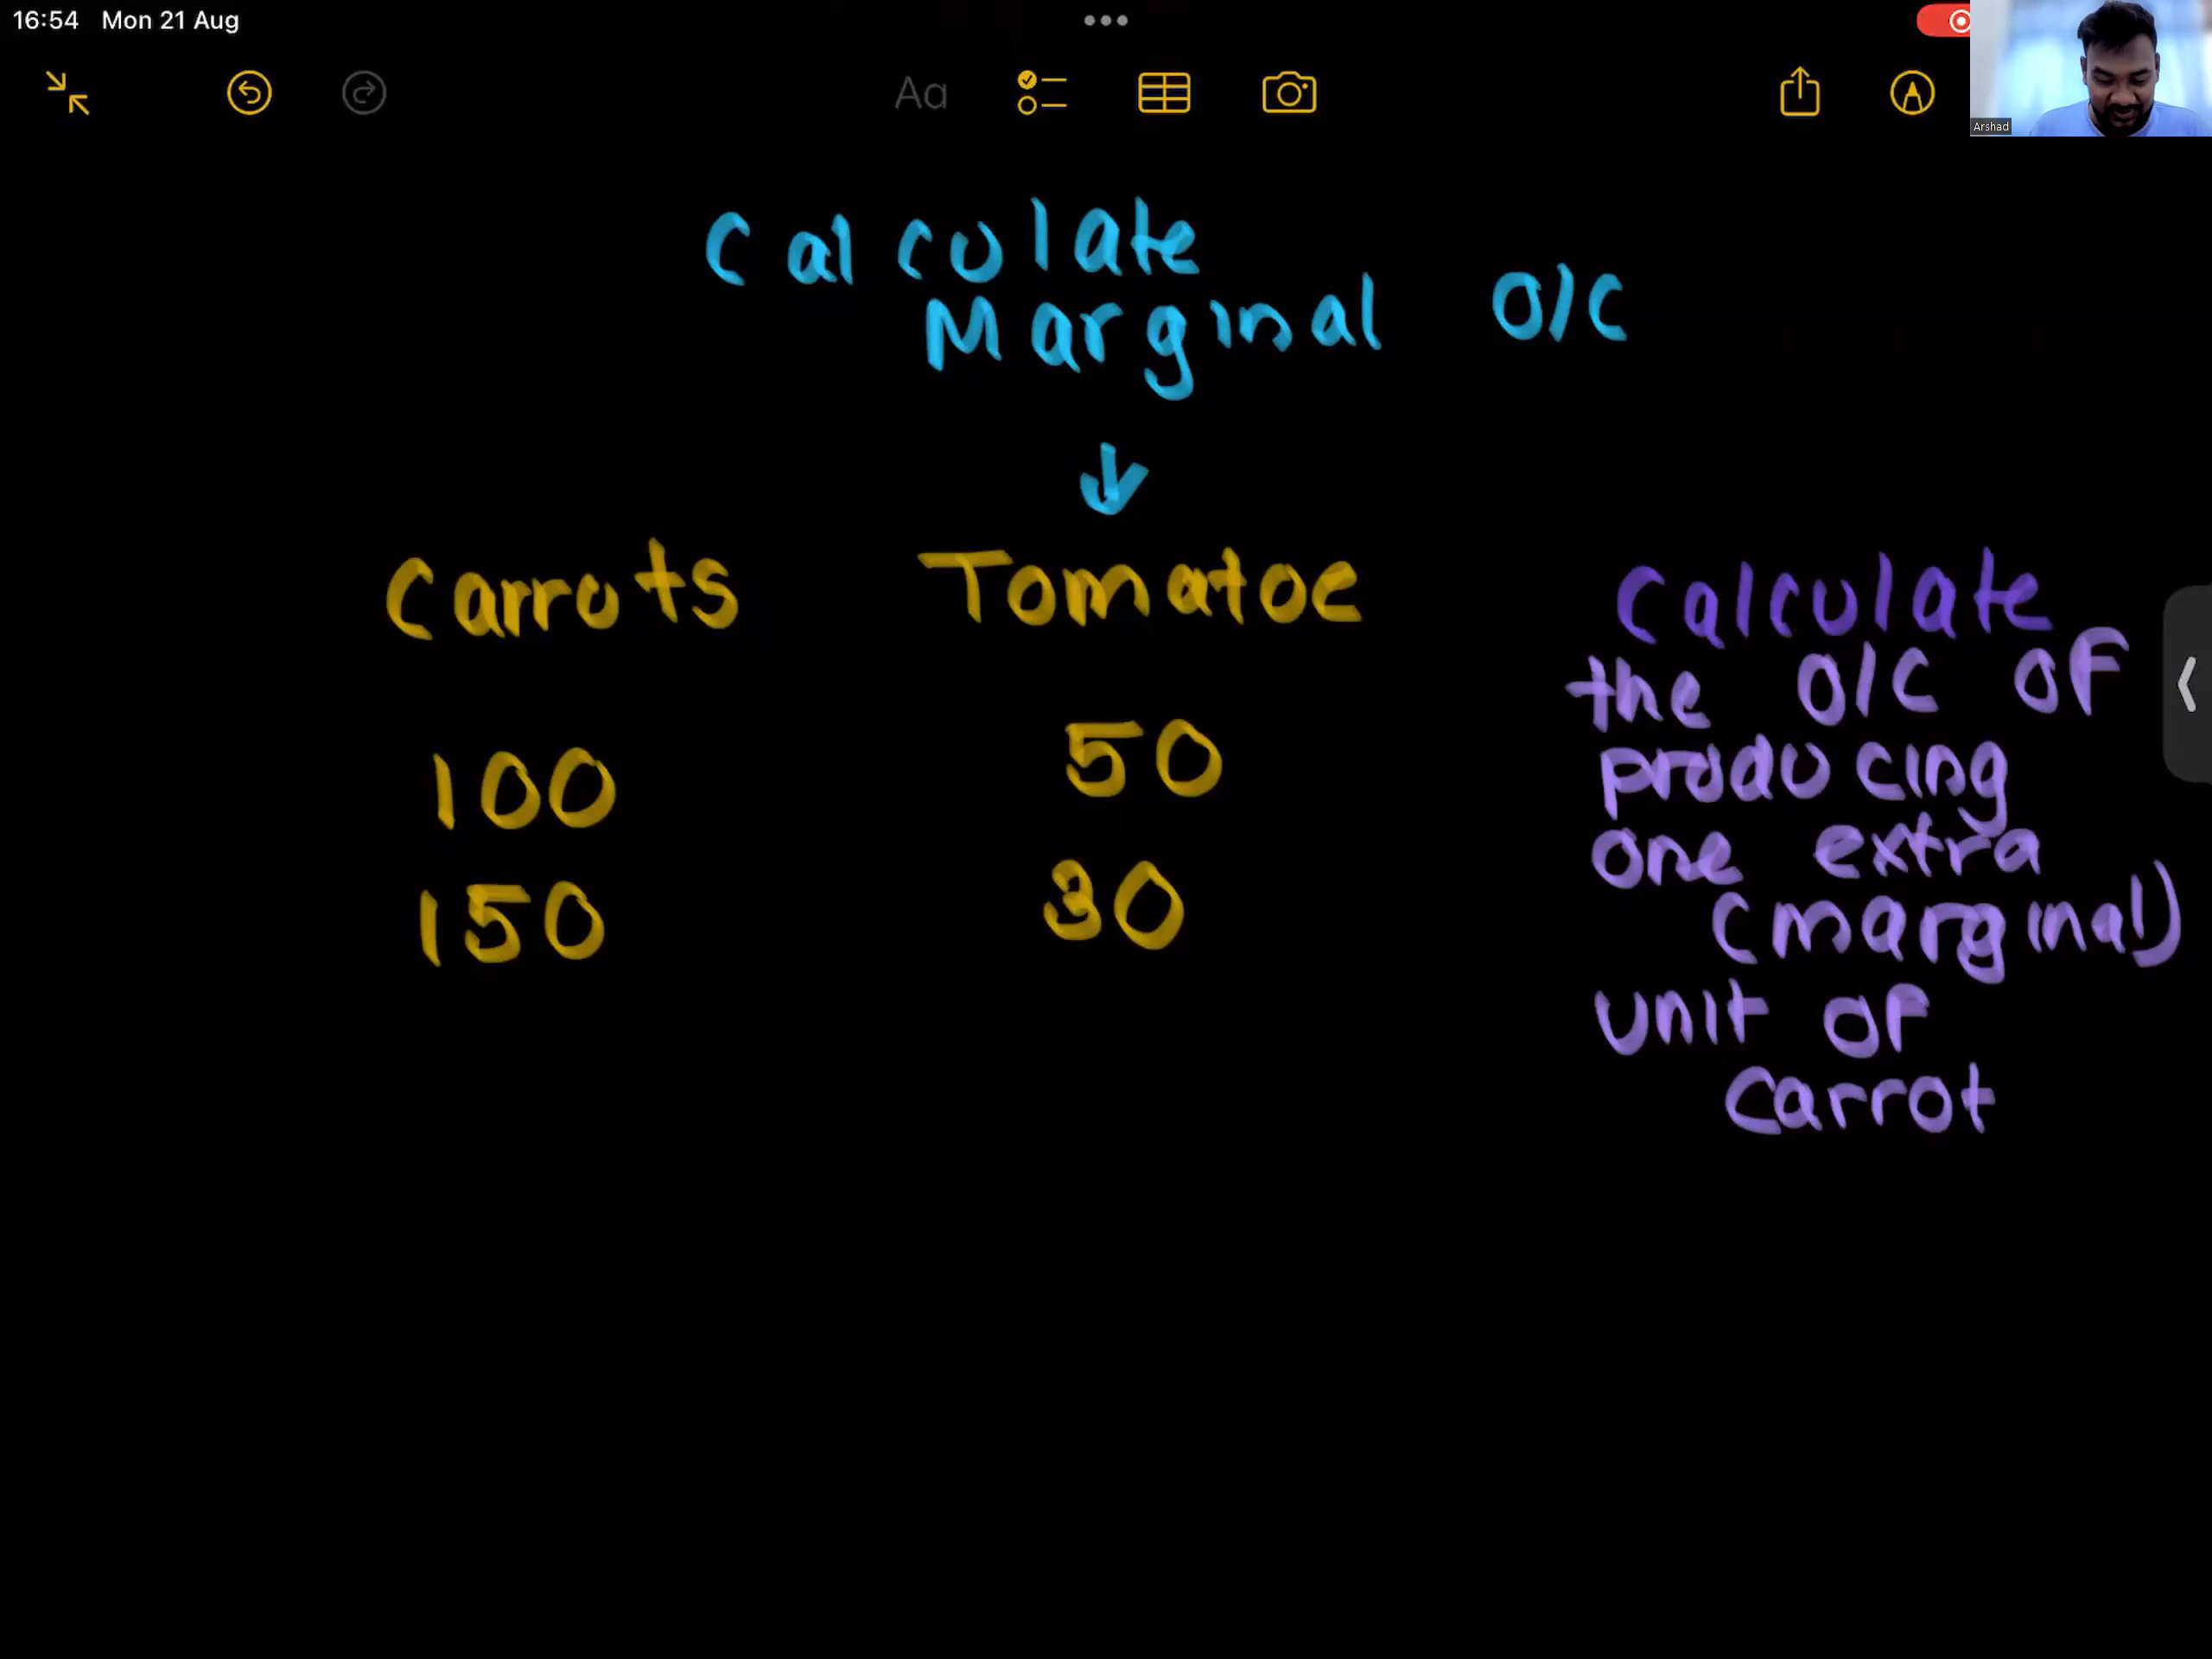 16:54 Mon 21 Aug
Aa
Arshad
Calculate
Marginal O/C
Carrots Tomatoe
100 50
150 30
Calculate
the O/C of
producing
one extra
(marginal)
unit of
carrot